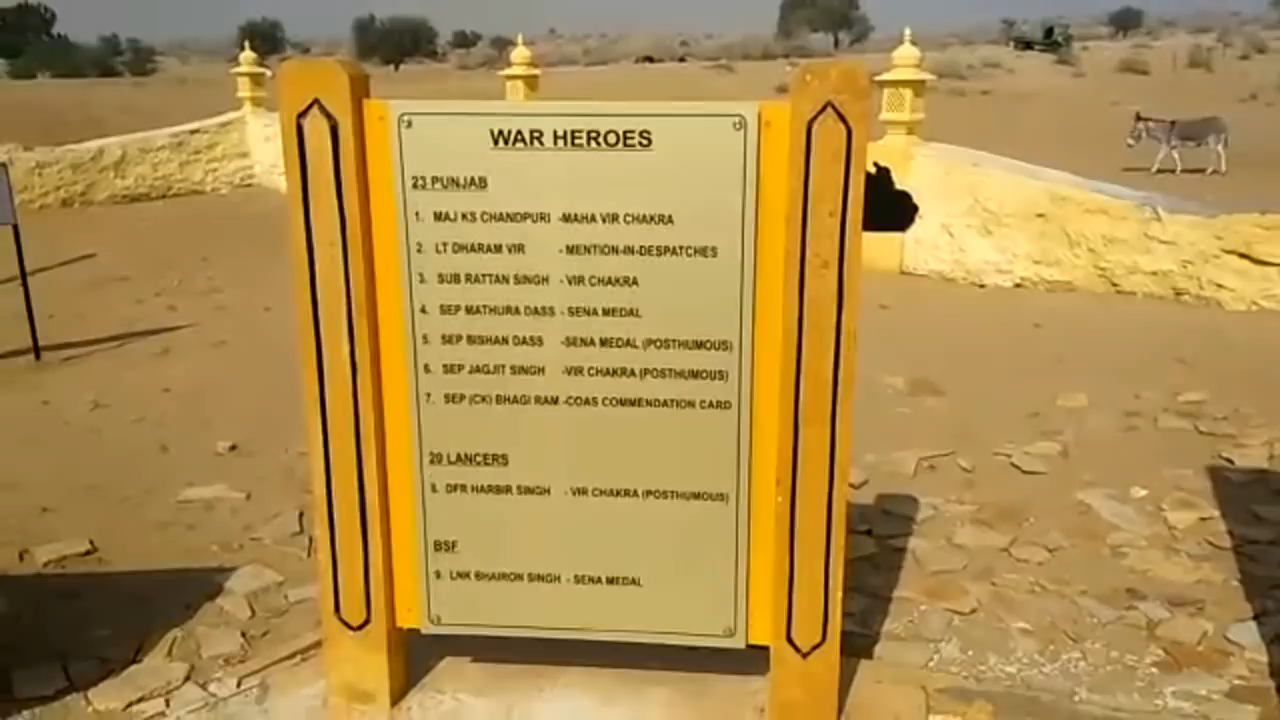 WAR HEROES
23 PUNJAB
1. MAJ KS CHANDPURI -MAHA VIR CHAKRA
2. LT DHARAM VIR - MENTION-IN-DESPATCHES
3. SUB RATTAN SINGH - VIR CHAKRA
4. SEP MATHURA DASS - SENA MEDAL
5. SEP BISHAN DASS -SENA MEDAL (POSTHUMOUS)
6. SEP JAGJIT SINGH -VIR CHAKRA (POSTHUMOUS)
7. SEP (CK) BHAGI RAM -COAS COMMENDATION CARD
20 LANCERS
8. DFR HARBIR SINGH - VIR CHAKRA (POSTHUMOUS)
BSF
9. LNK BHAIRON SINGH - SENA MEDAL